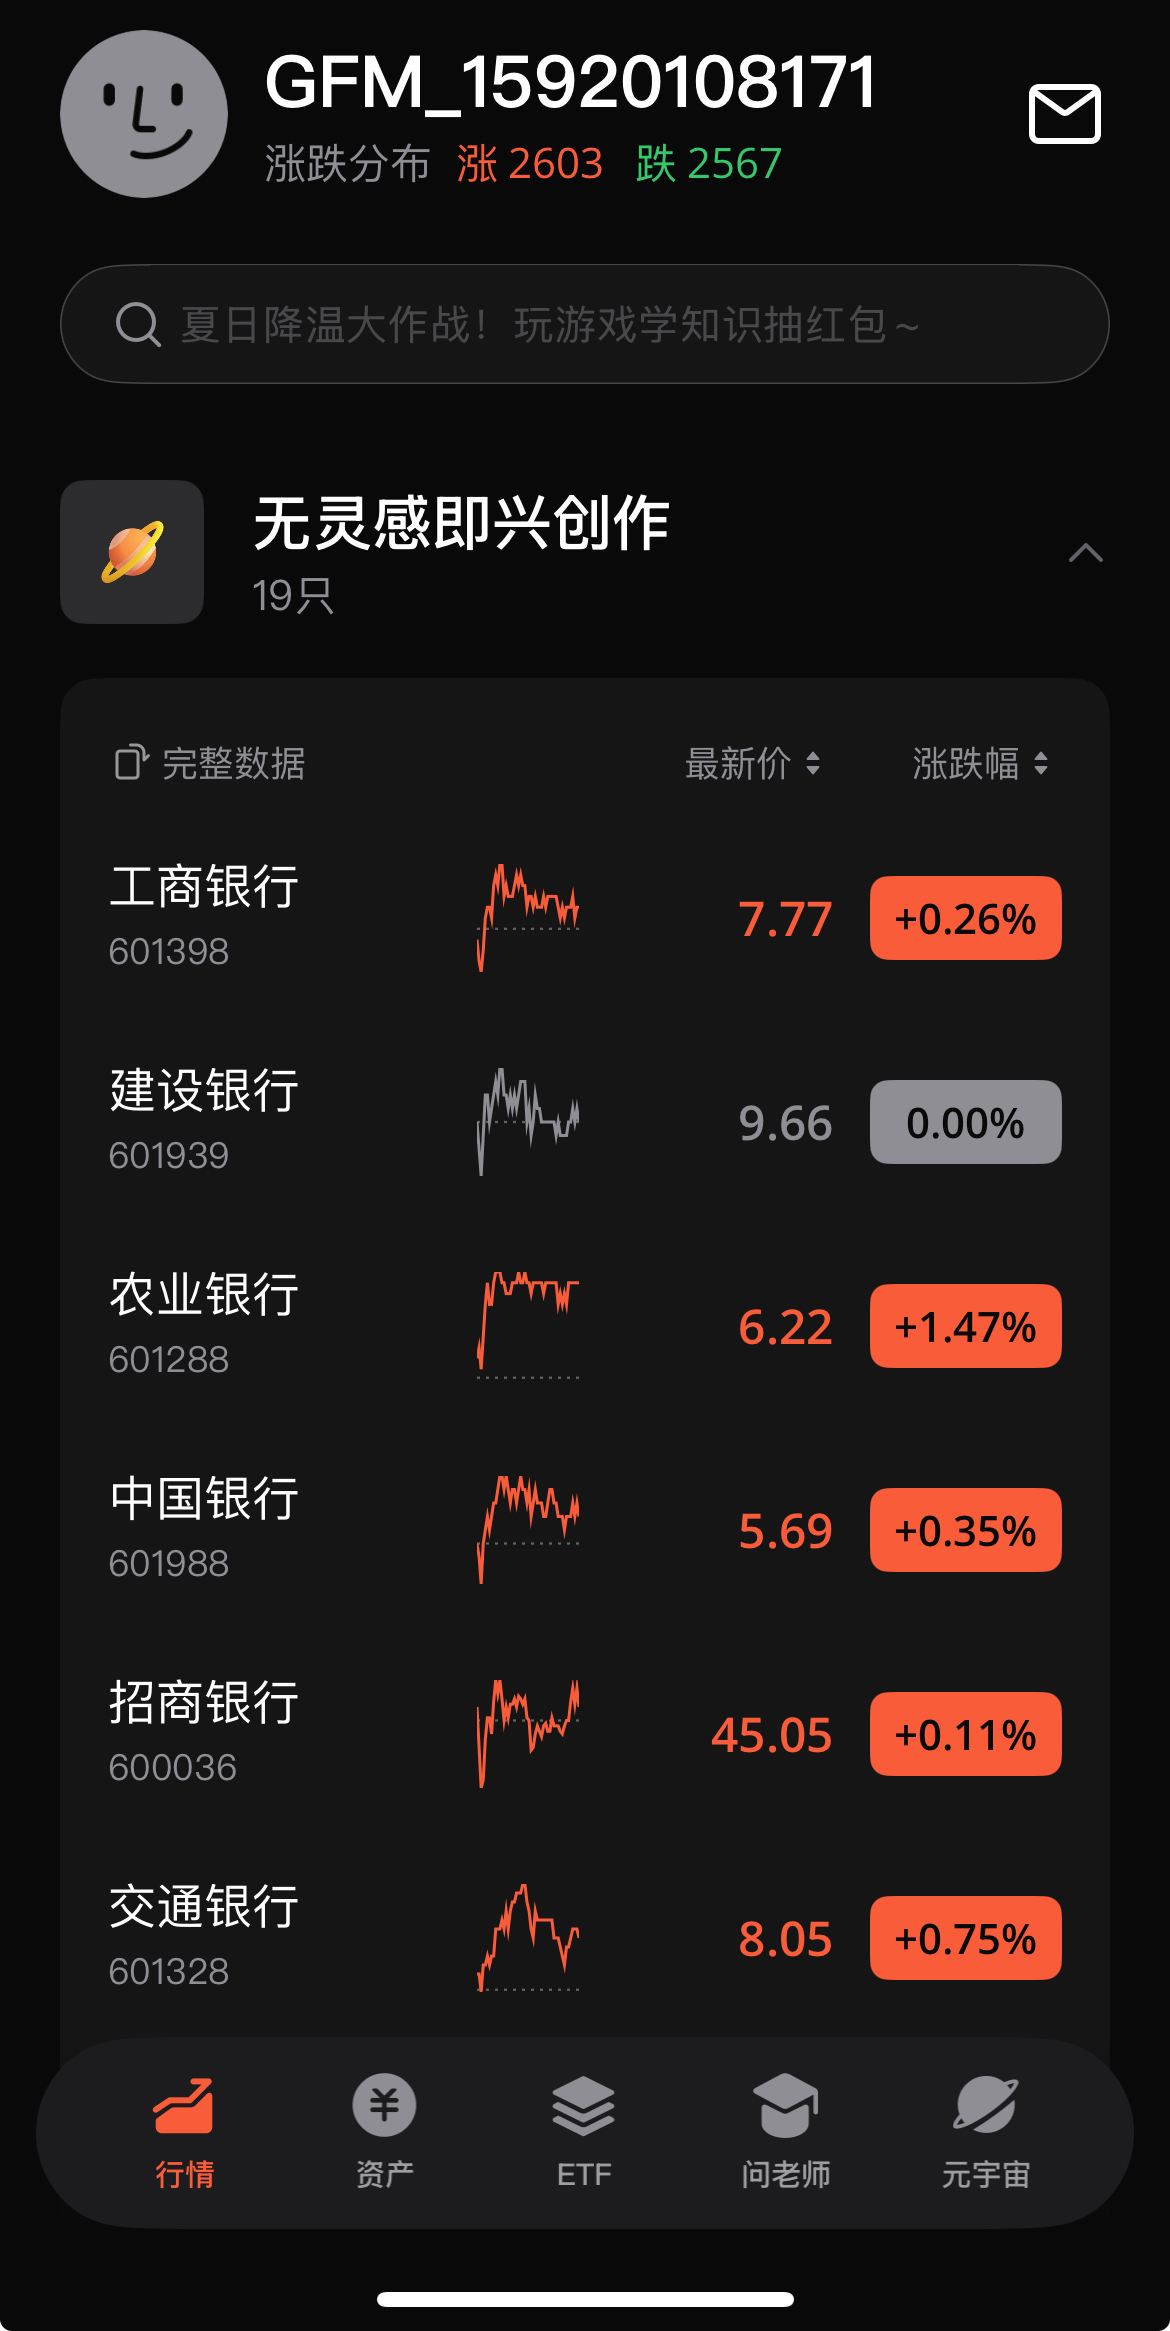 GFM_15920108171
涨跌分布 涨 2603 跌 2567
夏日降温大作战！玩游戏学知识抽红包~
无灵感即兴创作
19只
完整数据 最新价 涨跌幅
工商银行
601398
7.77 +0.26%
建设银行
601939
9.66 0.00%
农业银行
601288
6.22 +1.47%
中国银行
601988
5.69 +0.35%
招商银行
600036
45.05 +0.11%
交通银行
601328
8.05 +0.75%
行情 资产 ETF 问老师 元宇宙